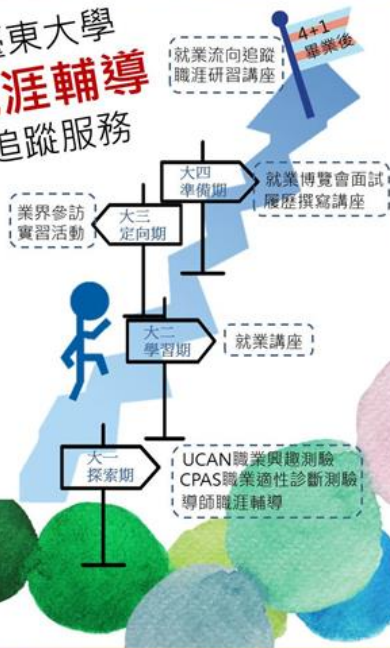 臺東大學
職涯輔導
追蹤服務
4+1
畢業後
就業流向追蹤
職涯研習講座
大四
準備期
就業博覽會面試
履歷撰寫講座
業界參訪
實習活動
大三
定向期
大二
學習期
就業講座
大一
探索期
UCAN職業興趣測驗
CPAS職業適性診斷測驗
導師職涯輔導